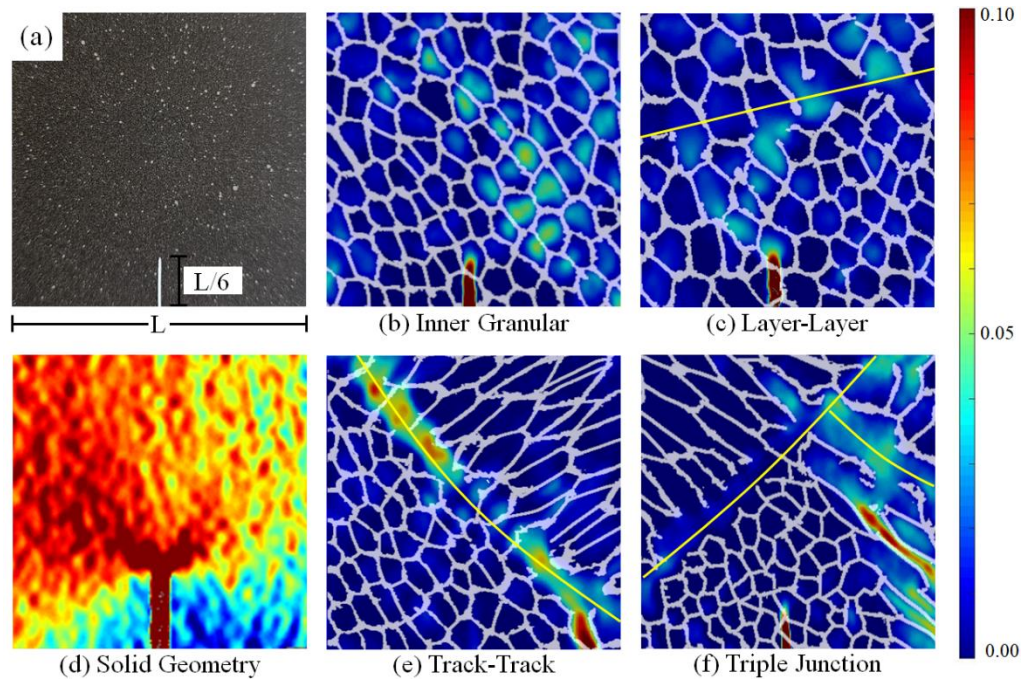 (a)
0.10
L/6
L
(b) Inner Granular
(c) Layer-Layer
0.05
(d) Solid Geometry
(e) Track-Track
(f) Triple Junction
0.00